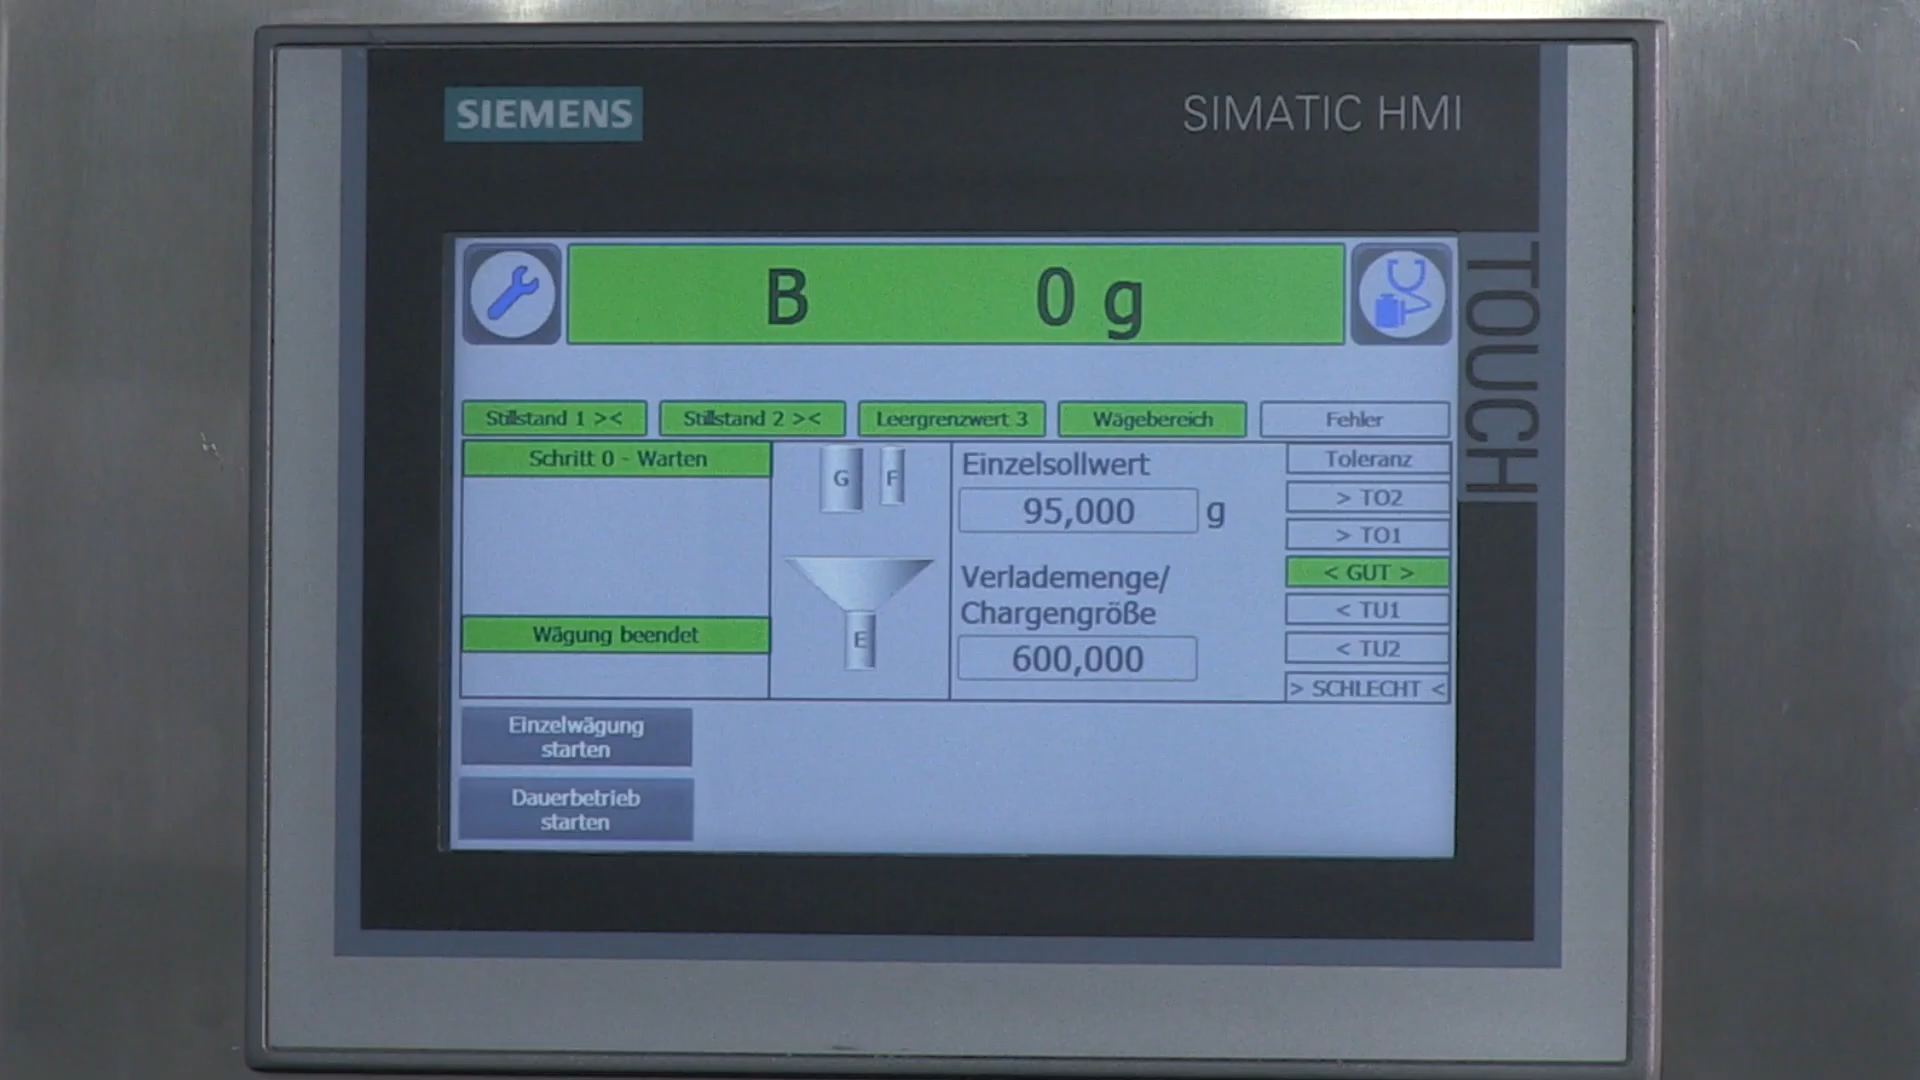 SIEMENS
SIMATIC HMI
TOUCH
B 0 g
Stillstand 1 >< Stillstand 2 >< Leergrenzwert 3 Wägebereich Fehler
Schritt 0 - Warten
G F
Einzelsollwert
95,000 g
Toleranz
> TO2
> TO1
< GUT >
< TU1
< TU2
> SCHLECHT <
Verlademenge/
Chargengröße
600,000
Wägung beendet
E
Einzelwägung
starten
Dauerbetrieb
starten